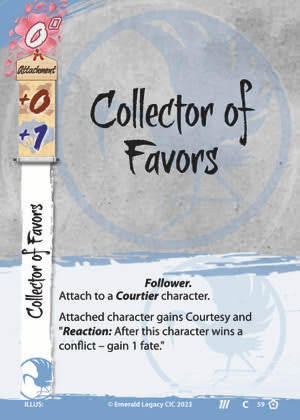 0
Attachment
+0
+1
Collector of
Favors
Collector of Favors
Follower.
Attach to a Courtier character.
Attached character gains Courtesy and
"Reaction: After this character wins a
conflict – gain 1 fate."
ILLUS:
© Emerald Legacy CIC 2023
C
59